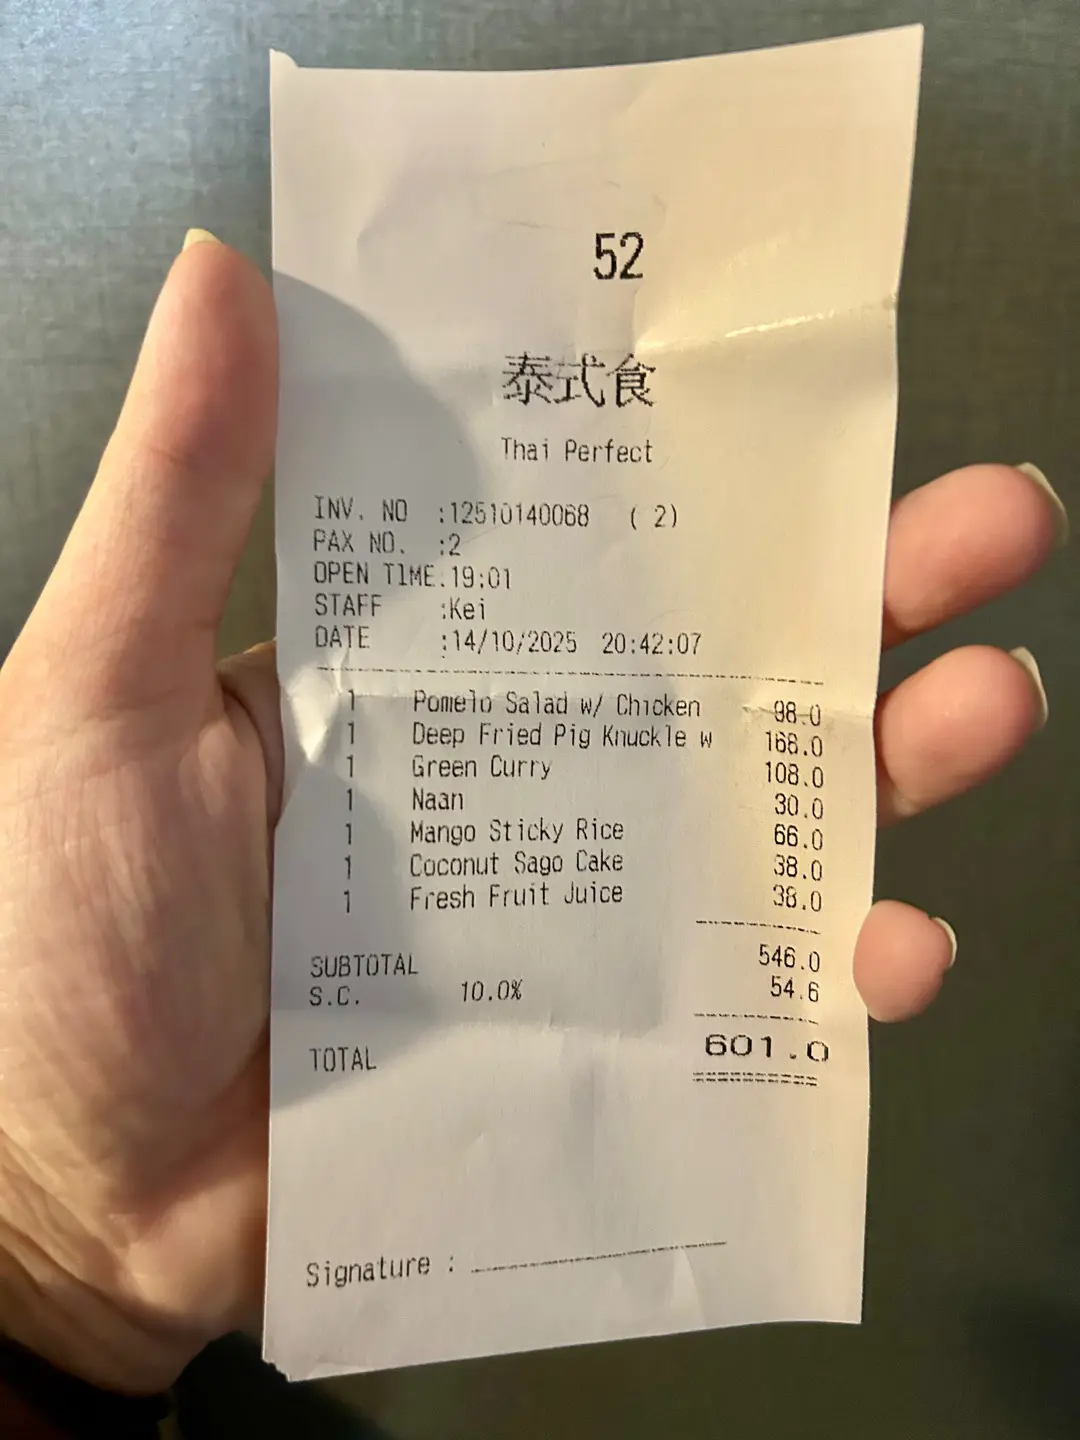 52
泰式食
Thai Perfect
INV. NO :12510140068 ( 2)
PAX NO. :2
OPEN TIME:19:01
STAFF :Kei
DATE :14/10/2025 20:42:07
1 Pomelo Salad w/ Chicken 98.0
1 Deep Fried Pig Knuckle w 168.0
1 Green Curry 108.0
1 Naan 30.0
1 Mango Sticky Rice 66.0
1 Coconut Sago Cake 38.0
1 Fresh Fruit Juice 38.0
SUBTOTAL 546.0
S.C. 10.0% 54.6
TOTAL 601.0
Signature :